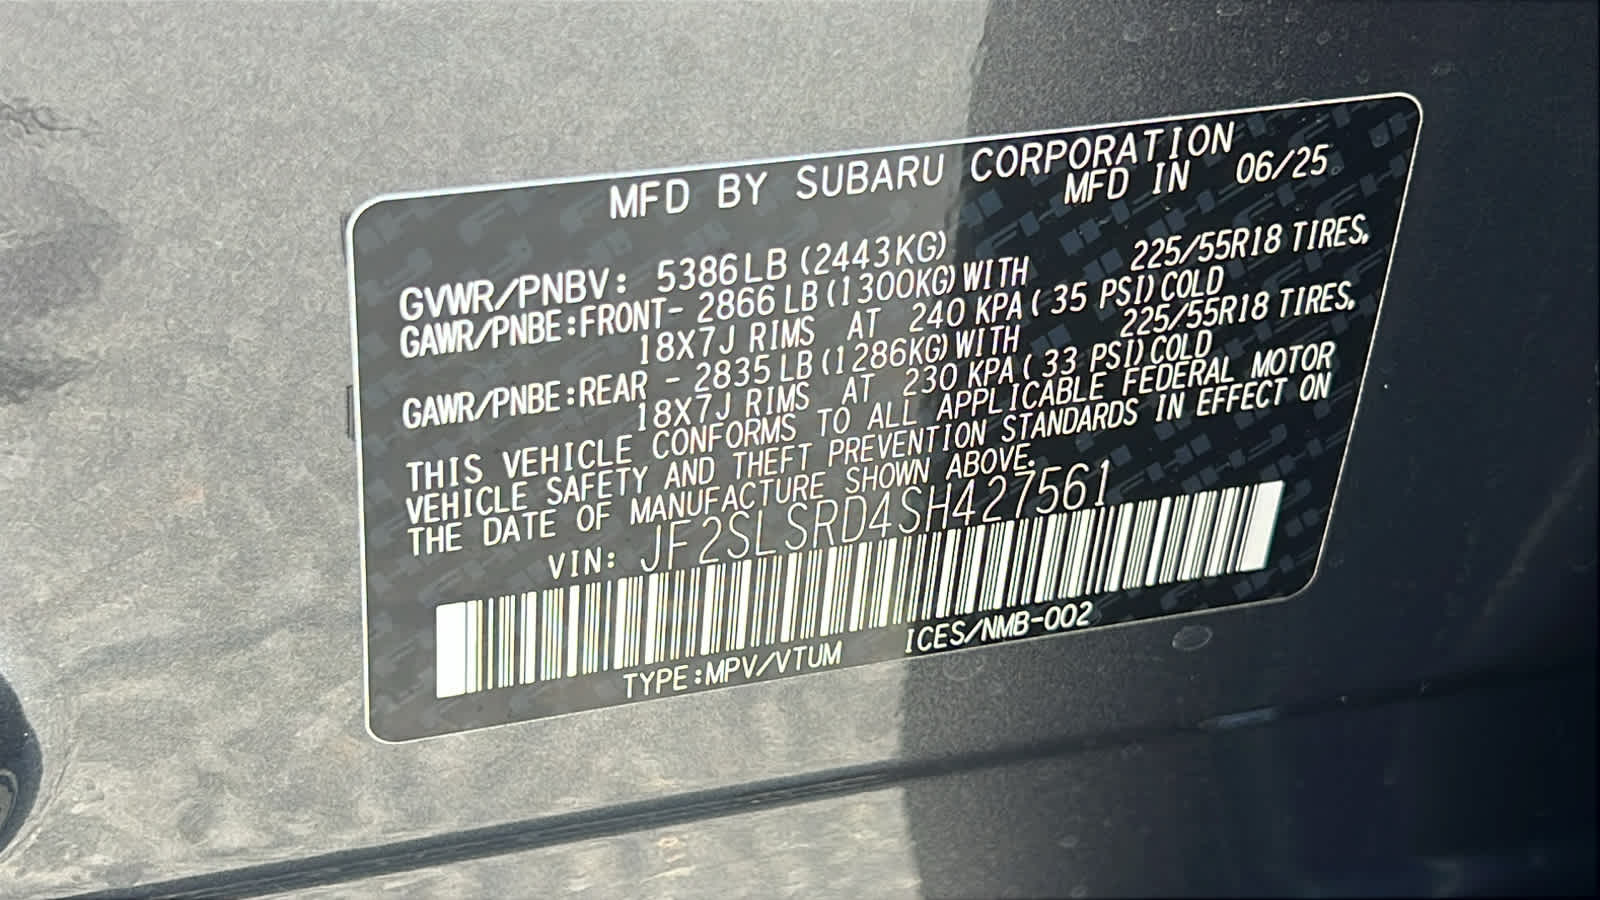 MFD BY SUBARU CORPORATION
MFD IN 06/25
GVWR/PNBV: 5386LB (2443KG)
GAWR/PNBE:FRONT- 2866 LB (1300KG) WITH 225/55R18 TIRES,
18X7J RIMS AT 240 KPA ( 35 PSI) COLD
GAWR/PNBE:REAR - 2835 LB (1286KG) WITH 225/55R18 TIRES,
18X7J RIMS AT 230 KPA ( 33 PSI) COLD
THIS VEHICLE CONFORMS TO ALL APPLICABLE FEDERAL MOTOR
VEHICLE SAFETY AND THEFT PREVENTION STANDARDS IN EFFECT ON
THE DATE OF MANUFACTURE SHOWN ABOVE.
VIN: JF2SLSRD4SH427561
TYPE:MPV/VTUM ICES/NMB-002